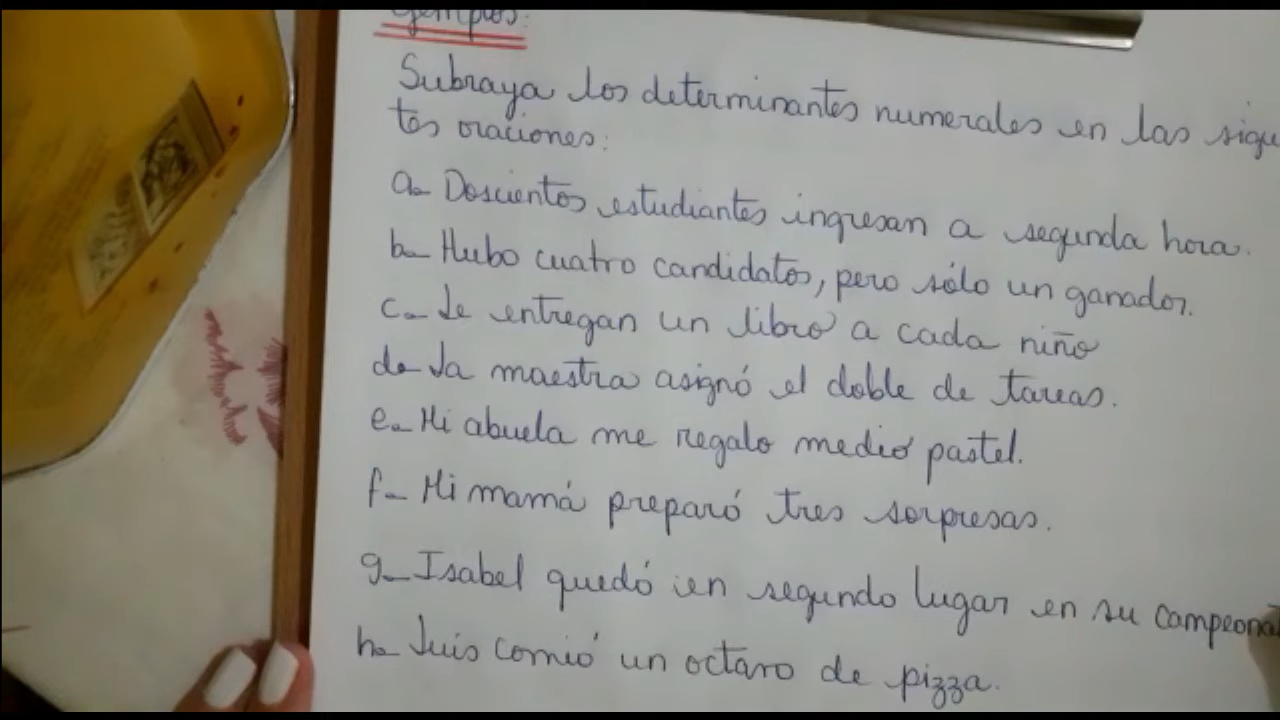 Ejemplos:
Subraya los determinantes numerales en las sigu
tes oraciones:
a- Doscientos estudiantes ingresan a segunda hora.
b- Hubo cuatro candidatos, pero sólo un ganador.
c- Le entregan un libro a cada niño
d- La maestra asignó el doble de tareas.
e- Mi abuela me regalo medio pastel.
f- Mi mamá preparó tres sorpresas.
g- Isabel quedó en segundo lugar en su campeona
h- Luis comió un octavo de pizza.